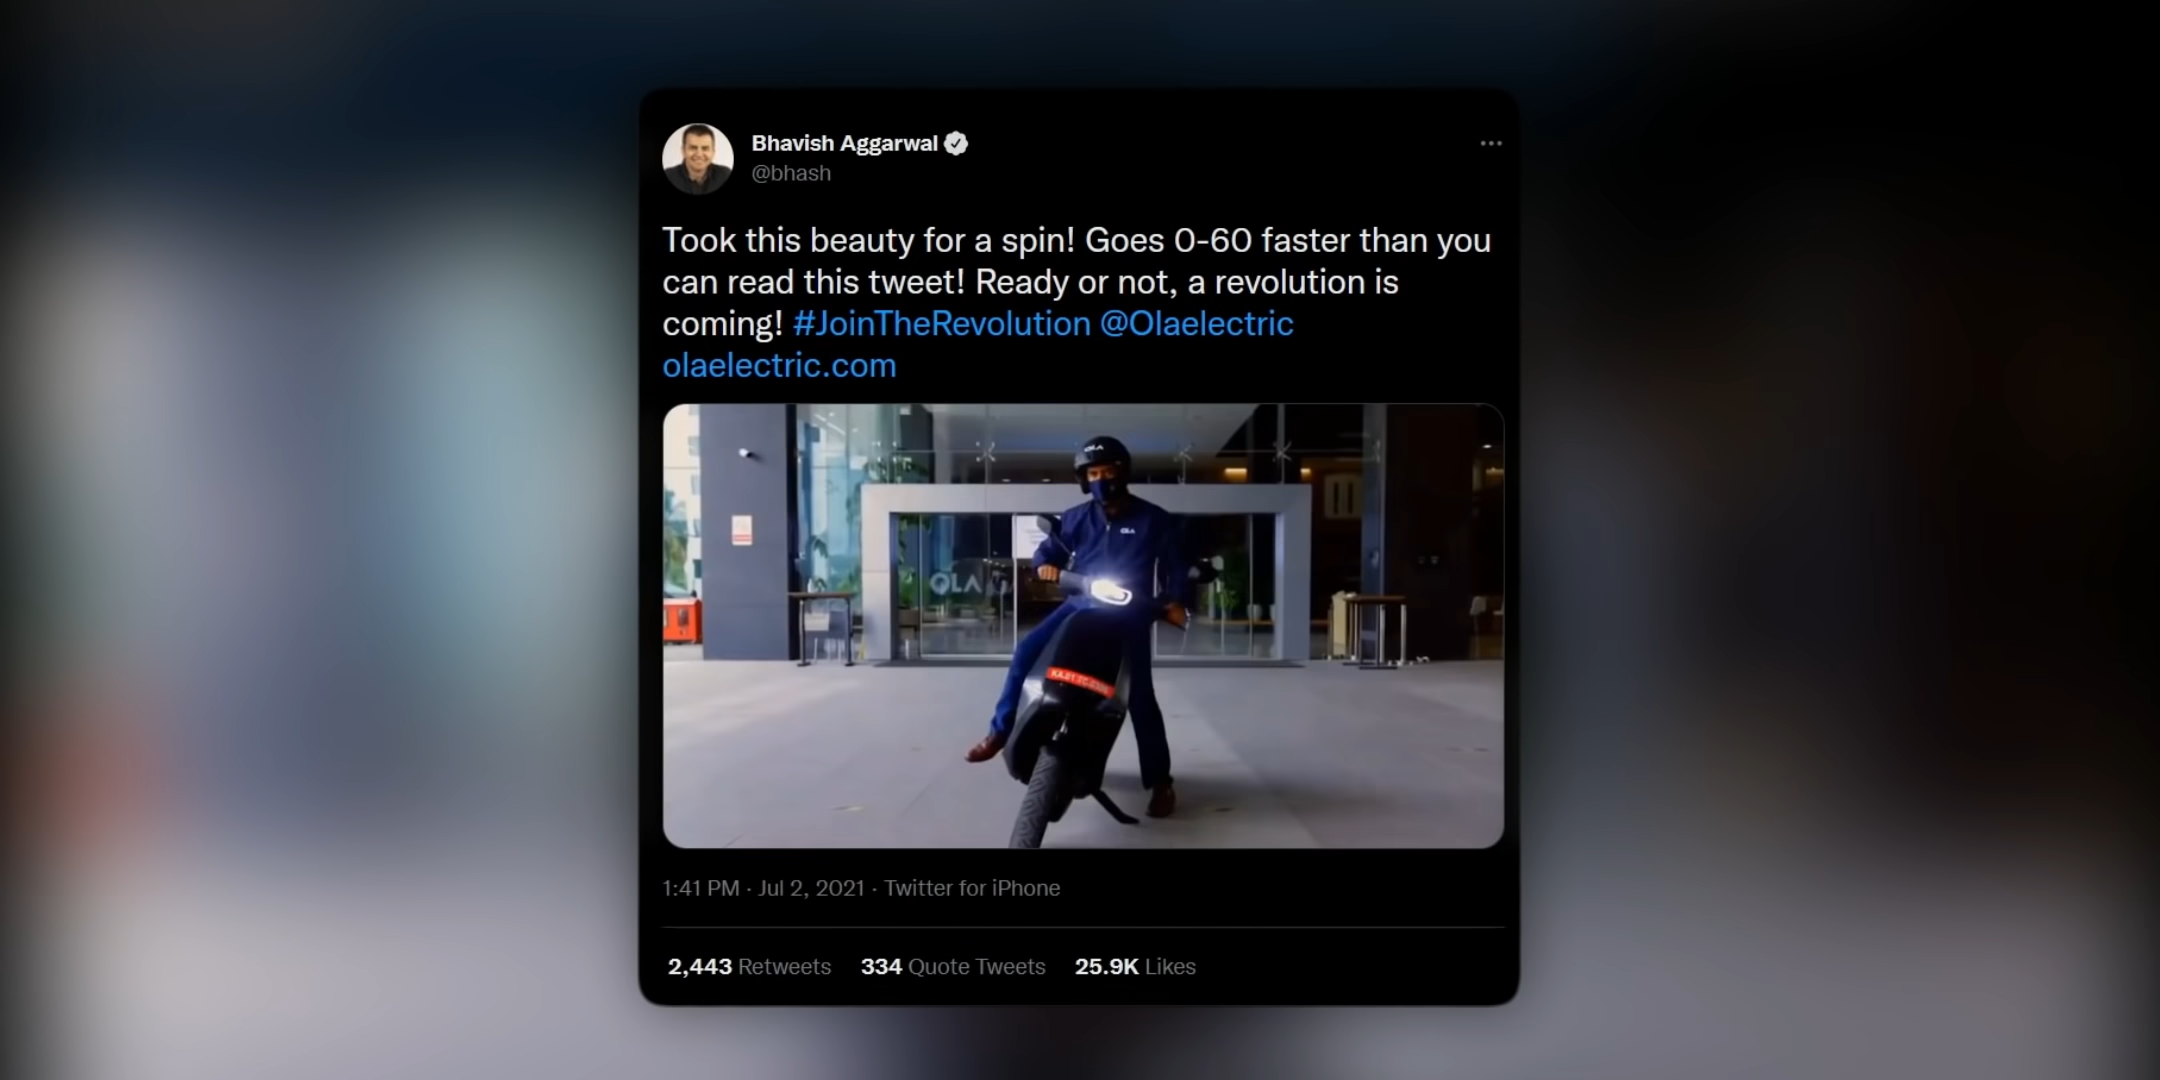 Bhavish Aggarwal
@bhash
Took this beauty for a spin! Goes 0-60 faster than you
can read this tweet! Ready or not, a revolution is
coming! #JoinTheRevolution @Olaelectric
olaelectric.com
OLA
OLA
OLA
1:41 PM · Jul 2, 2021 · Twitter for iPhone
2,443 Retweets 334 Quote Tweets 25.9K Likes